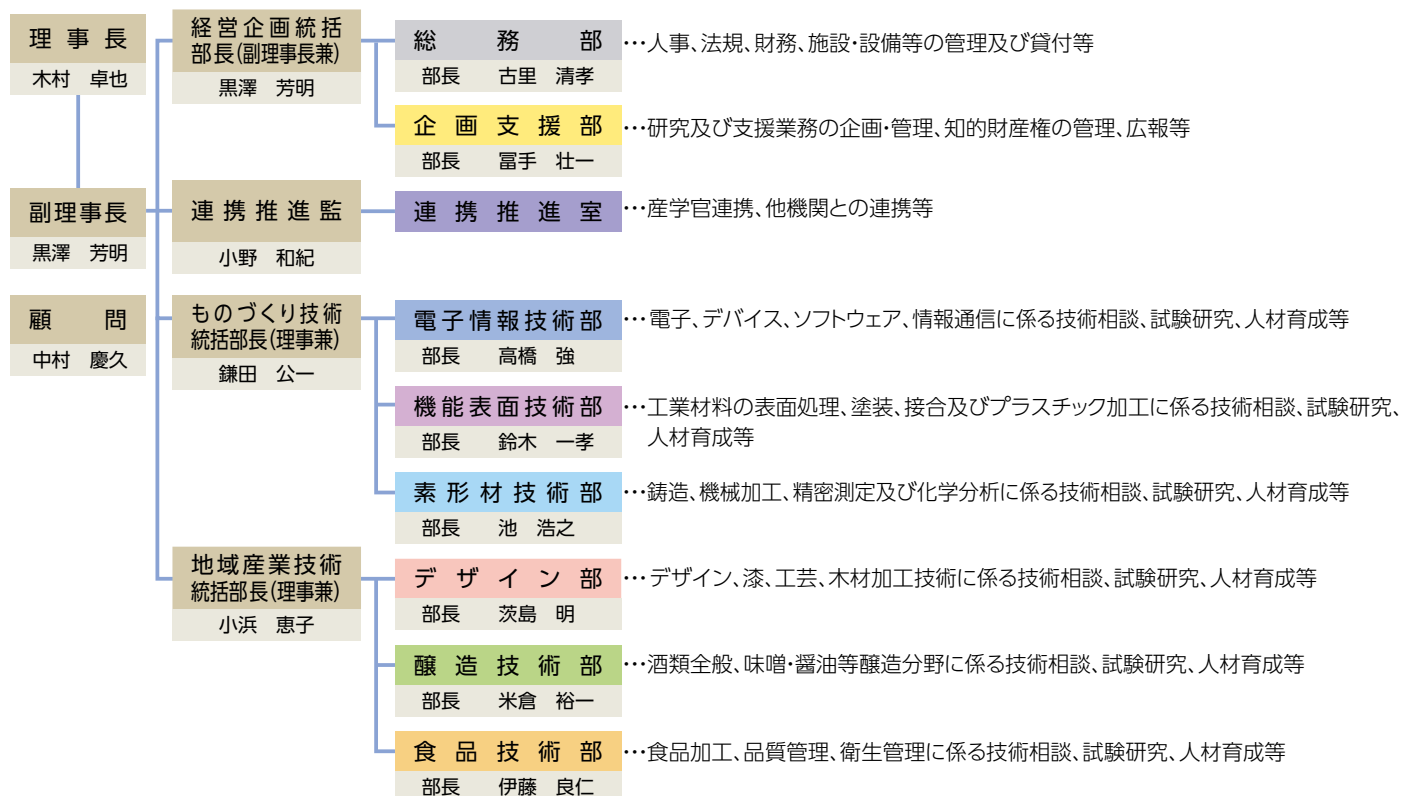 理事長
木村 卓也
副理事長
黒澤 芳明
顧問
中村 慶久
経営企画統括
部長(副理事長兼)
黒澤 芳明
総務部
部長 古里 清孝
…人事、法規、財務、施設・設備等の管理及び貸付等
企画支援部
部長 冨手 壮一
…研究及び支援業務の企画・管理、知的財産権の管理、広報等
連携推進監
小野 和紀
連携推進室
…産学官連携、他機関との連携等
ものづくり技術
統括部長(理事兼)
鎌田 公一
電子情報技術部
部長 高橋 強
…電子、デバイス、ソフトウェア、情報通信に係る技術相談、試験研究、人材育成等
機能表面技術部
部長 鈴木 一孝
…工業材料の表面処理、塗装、接合及びプラスチック加工に係る技術相談、試験研究、
人材育成等
素形材技術部
部長 池 浩之
…鋳造、機械加工、精密測定及び化学分析に係る技術相談、試験研究、人材育成等
地域産業技術
統括部長(理事兼)
小浜 恵子
デザイン部
部長 茨島 明
…デザイン、漆、工芸、木材加工技術に係る技術相談、試験研究、人材育成等
醸造技術部
部長 米倉 裕一
…酒類全般、味噌・醤油等醸造分野に係る技術相談、試験研究、人材育成等
食品技術部
部長 伊藤 良仁
…食品加工、品質管理、衛生管理に係る技術相談、試験研究、人材育成等